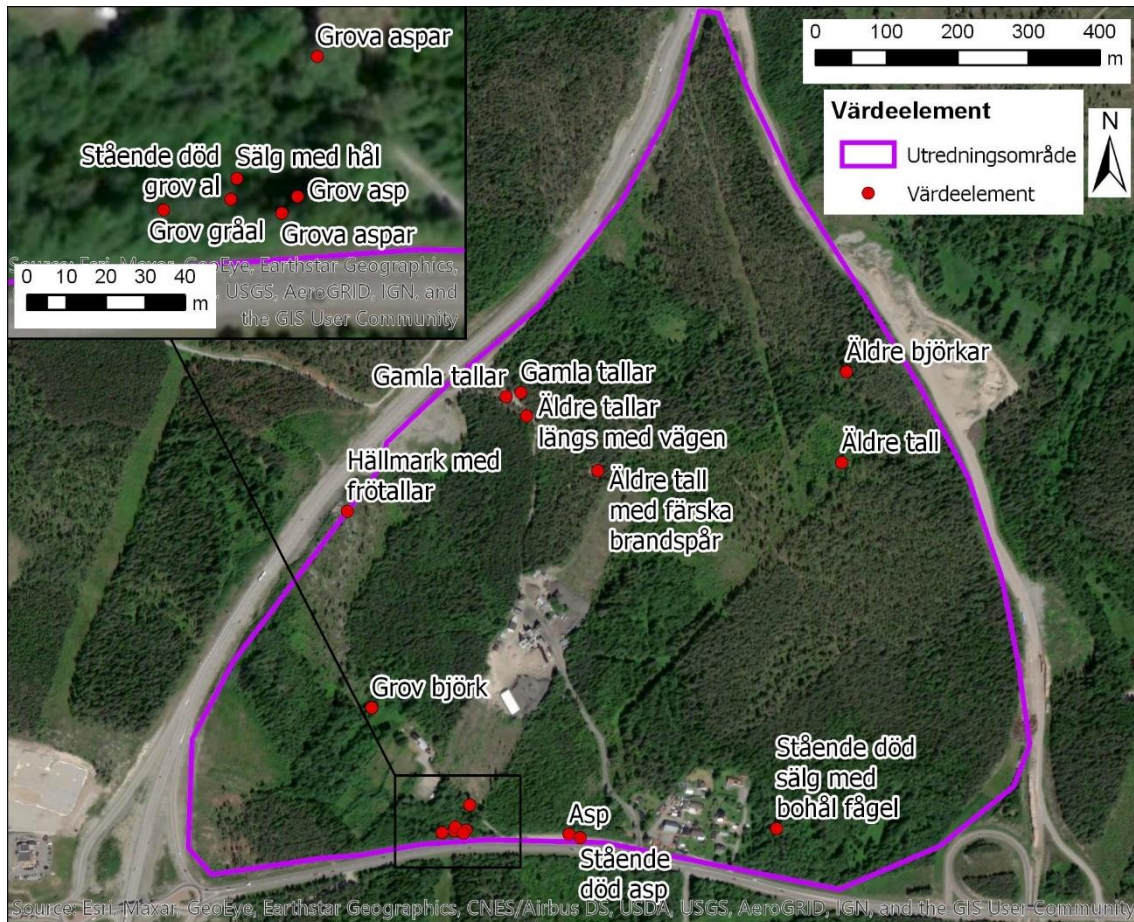 Grova aspar
Stående död
grov al
Sälg med hål
Grov asp
Grov gråal
Grova aspar
Source: Esri, Maxar, GeoEye, Earthstar Geographics,
USGS, AeroGRID, IGN, and
the GIS User Community
0 10 20 30 40
m
0 100 200 300 400
m
Värdeelement
Utredningsområde
Värdeelement
N
Gamla tallar
Gamla tallar
Äldre tallar
längs med vägen
Äldre björkar
Äldre tall
Hällmark med
frötallar
Äldre tall
med färska
brandspår
Grov björk
Stående död
sälg med
bohål fågel
Asp
Stående
död asp
Source: Esri, Maxar, GeoEye, Earthstar Geographics, CNES/Airbus DS, USDA, USGS, AeroGRID, IGN, and the GIS User Community